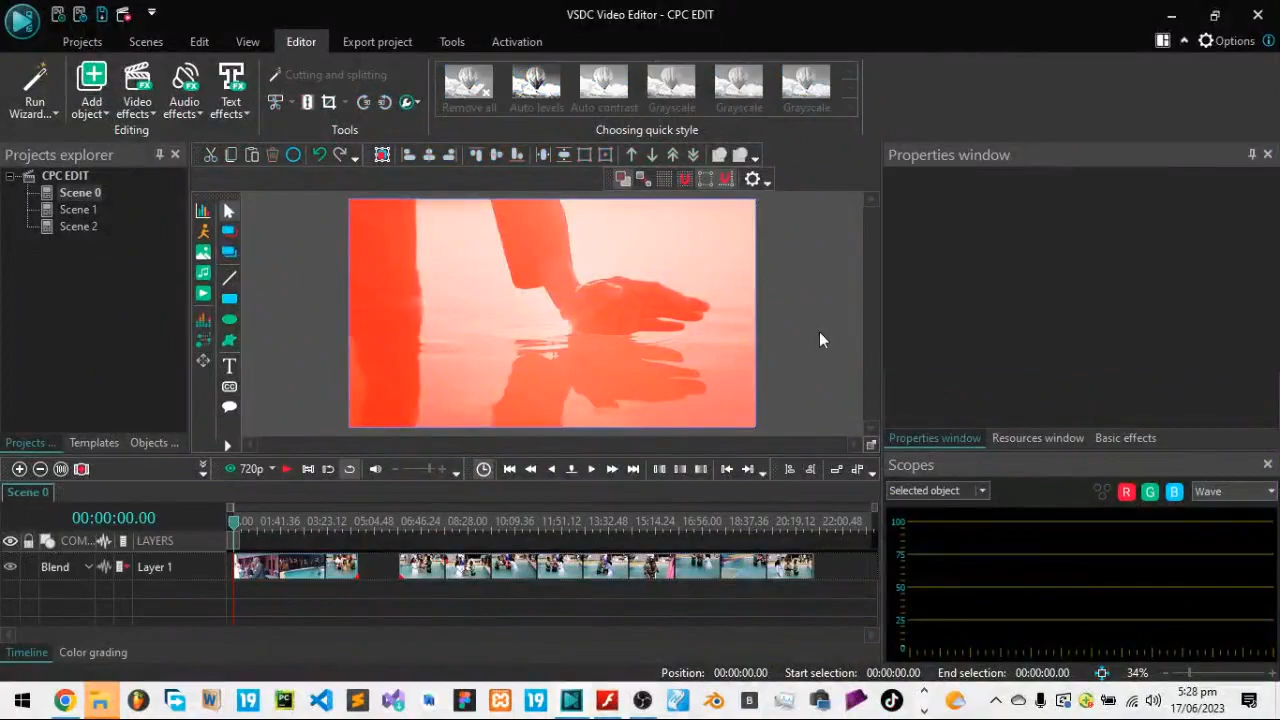 VSDC Video Editor - CPC EDIT
Projects Scenes Edit View Editor Export project Tools Activation Options
Run Wizard... Add object Video effects Audio effects Text effects
Editing
Cutting and splitting
Tools
Remove all Auto levels Auto contrast Grayscale Grayscale Grayscale
Choosing quick style
Projects explorer
CPC EDIT
Scene 0
Scene 1
Scene 2
Projects ... Templates Objects ...
Properties window
Properties window Resources window Basic effects
Scopes
Selected object R G B Wave
100
75
50
25
0
720p
Scene 0
00:00:00.00
.00 01:41.36 03:23.12 05:04.48 06:46.24 08:28.00 10:09.36 11:51.12 13:32.48 15:14.24 16:56.00 18:37.36 20:19.12 22:00.48
COM... LAYERS
Blend Layer 1
Timeline Color grading
Position: 00:00:00.00 Start selection: 00:00:00.00 End selection: 00:00:00.00 34%
5:28 pm
17/06/2023